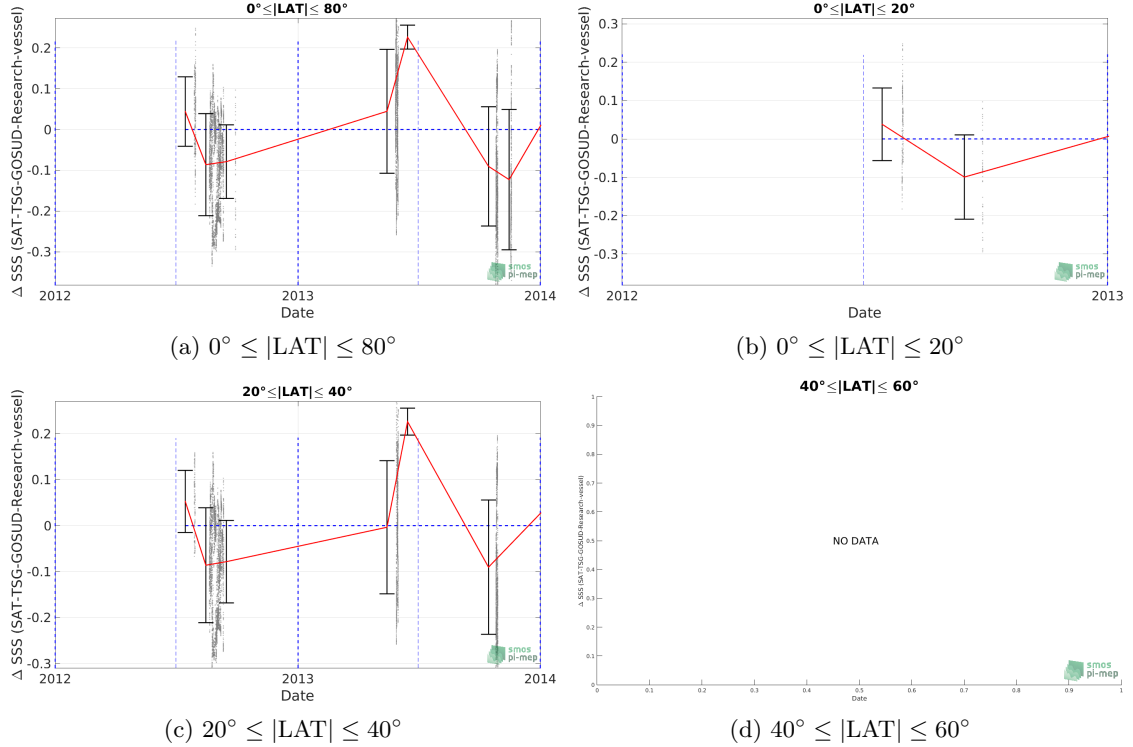 0°≤|LAT|≤ 80°
Δ SSS (SAT-TSG-GOSUD-Research-vessel)
0.2
0.1
0
-0.1
-0.2
-0.3
2012
2013
2014
Date
smos
pi-mep
(a) 0° ≤ |LAT| ≤ 80°
0°≤|LAT|≤ 20°
Δ SSS (SAT-TSG-GOSUD-Research-vessel)
0.3
0.2
0.1
0
-0.1
-0.2
-0.3
2012
2013
Date
smos
pi-mep
(b) 0° ≤ |LAT| ≤ 20°
20°≤|LAT|≤ 40°
Δ SSS (SAT-TSG-GOSUD-Research-vessel)
0.2
0.1
0
-0.1
-0.2
-0.3
2012
2013
2014
Date
smos
pi-mep
(c) 20° ≤ |LAT| ≤ 40°
40°≤|LAT|≤ 60°
Δ SSS (SAT-TSG-GOSUD-Research-vessel)
1
0.9
0.8
0.7
0.6
0.5
0.4
0.3
0.2
0.1
0
NO DATA
0 0.1 0.2 0.3 0.4 0.5 0.6 0.7 0.8 0.9 1
Date
smos
pi-mep
(d) 40° ≤ |LAT| ≤ 60°